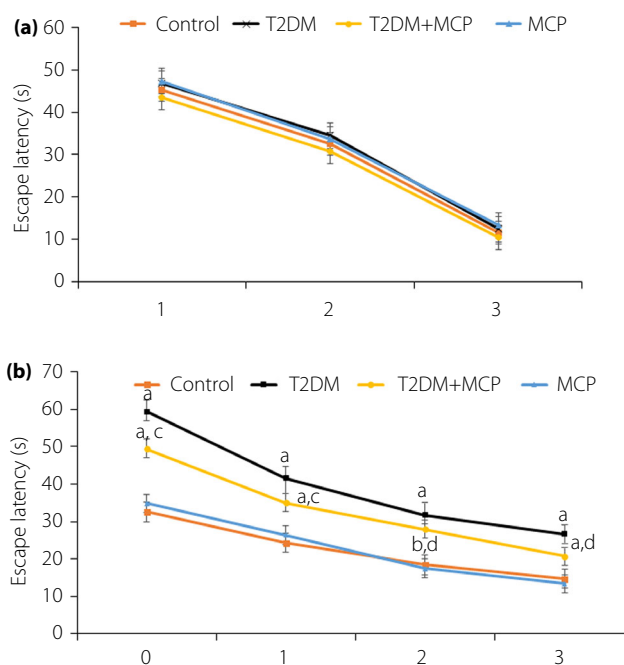 (a)
60
Control T2DM T2DM+MCP MCP
50
40
30
20
10
0
Escape latency (s)
1 2 3
(b)
70
Control T2DM T2DM+MCP MCP
60
50
40
30
20
10
0
Escape latency (s)
a
a, c
a
a,c
a
b,d
a
a,d
0 1 2 3